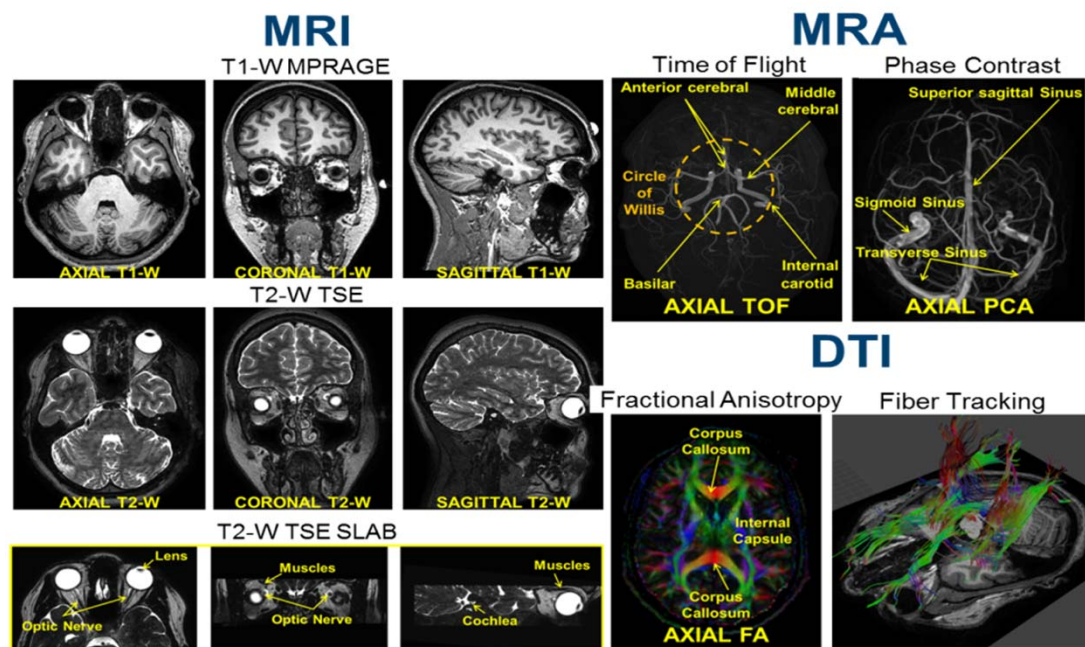 MRI
T1-W MPRAGE
AXIAL T1-W
CORONAL T1-W
SAGITTAL T1-W
T2-W TSE
AXIAL T2-W
CORONAL T2-W
SAGITTAL T2-W
T2-W TSE SLAB
Lens
Optic Nerve
Muscles
Optic Nerve
Muscles
Cochlea
MRA
Time of Flight
Anterior cerebral
Middle
cerebral
Circle
of
Willis
Basilar
Internal
carotid
AXIAL TOF
Phase Contrast
Superior sagittal Sinus
Sigmoid Sinus
Transverse Sinus
AXIAL PCA
DTI
Fractional Anisotropy
Corpus
Callosum
Internal
Capsule
Corpus
Callosum
AXIAL FA
Fiber Tracking